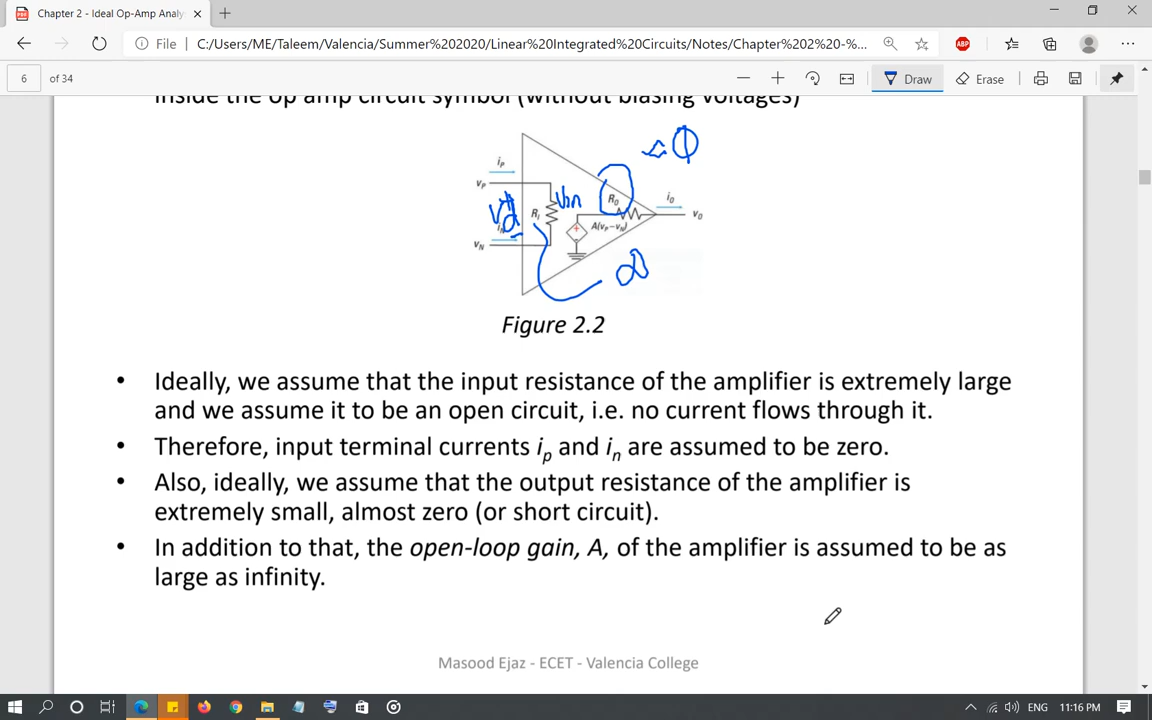 Chapter 2 - Ideal Op-Amp Analy
File
C:/Users/ME/Taleem/Valencia/Summer%202020/Linear%20Integrated%20Circuits/Notes/Chapter%202%20-%...
ABP
6 of 34
Draw
Erase
inside the op amp circuit symbol (without biasing voltages)
≈ Φ
iP
vP
Vin
RO
iO
vO
Vd
Ri
A(vP−vN)
vN
∞
Figure 2.2
• Ideally, we assume that the input resistance of the amplifier is extremely large
and we assume it to be an open circuit, i.e. no current flows through it.
• Therefore, input terminal currents ip and in are assumed to be zero.
• Also, ideally, we assume that the output resistance of the amplifier is
extremely small, almost zero (or short circuit).
• In addition to that, the open-loop gain, A, of the amplifier is assumed to be as
large as infinity.
Masood Ejaz - ECET - Valencia College
ENG 11:16 PM